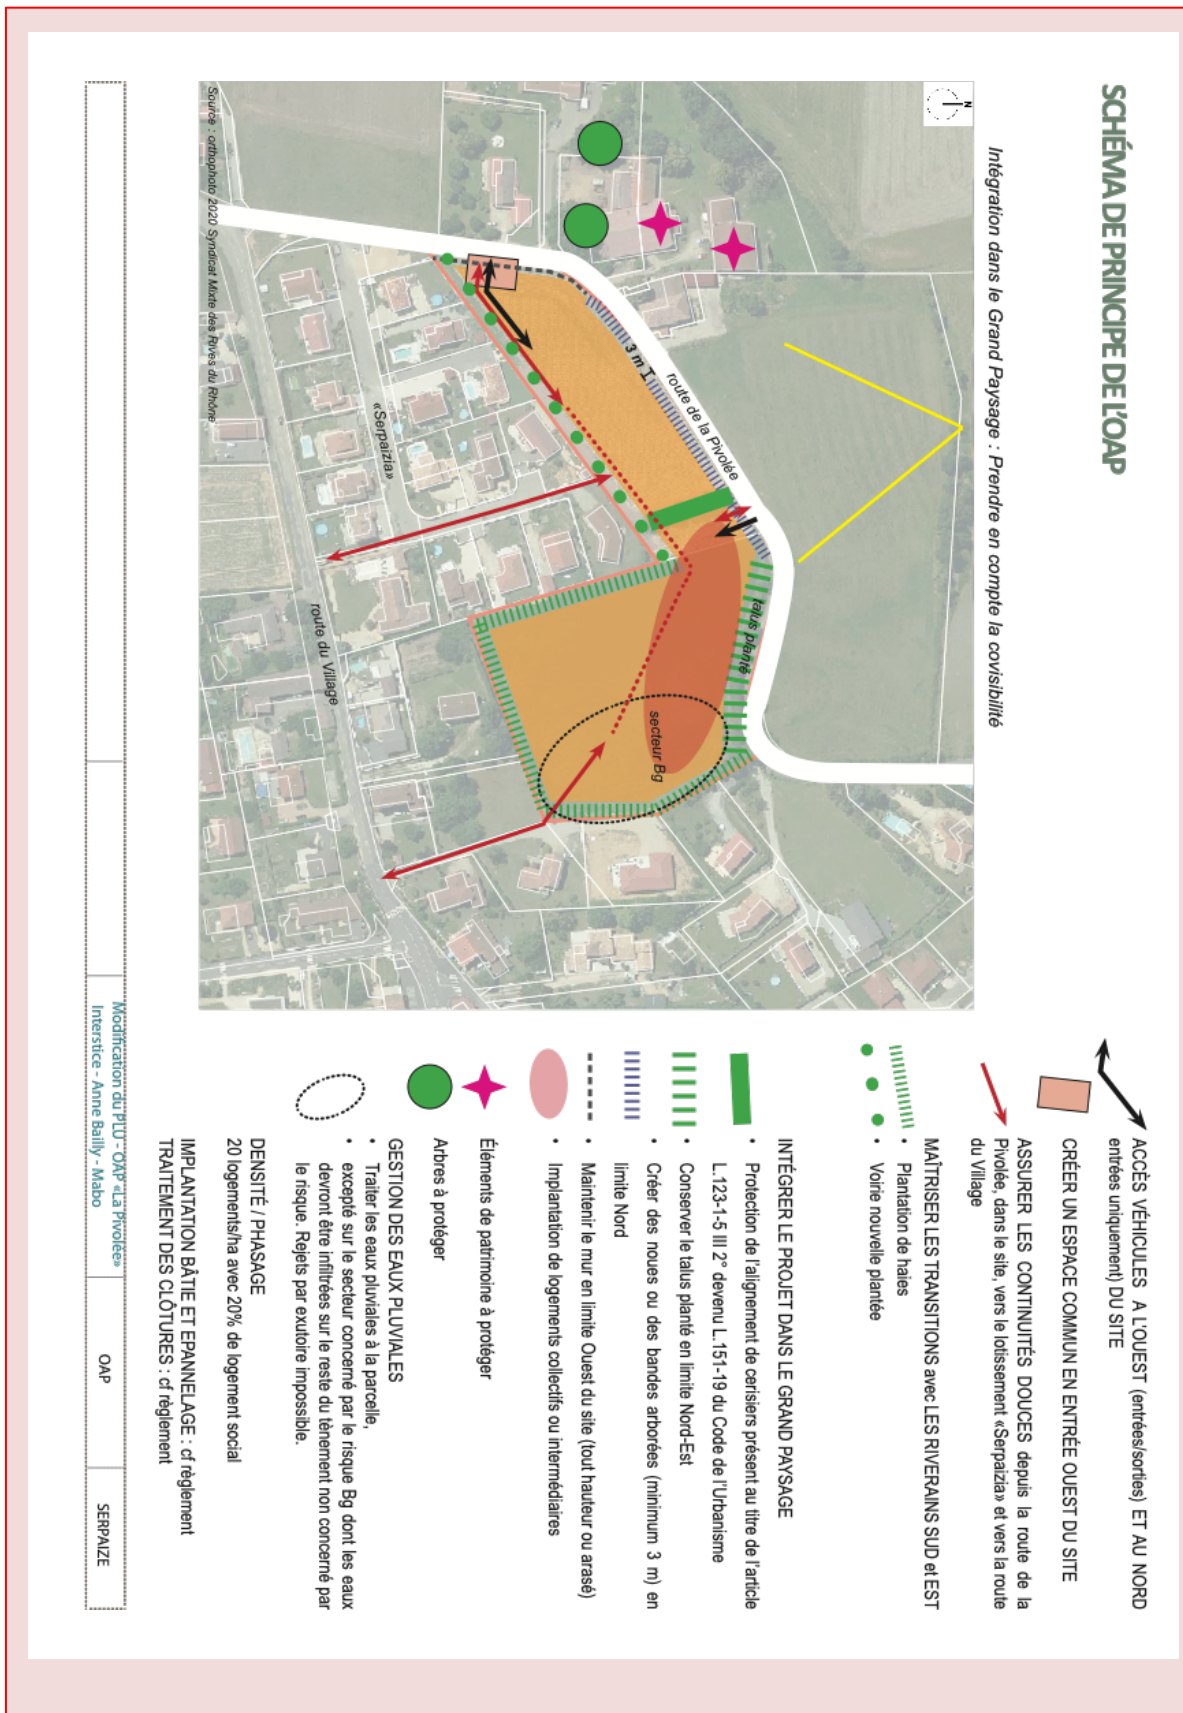 SCHÉMA DE PRINCIPE DE L'OAP
Intégration dans le Grand Paysage : Prendre en compte la covisibilité
N
route de la Pivolée
3 m
talus planté
secteur Bg
«Serpaizia»
route du Village
Source : orthophoto 2020 Syndicat Mixte des Rives du Rhône
ACCÈS VÉHICULES A L'OUEST (entrées/sorties) ET AU NORD
entrées uniquement) DU SITE
CRÉER UN ESPACE COMMUN EN ENTRÉE OUEST DU SITE
ASSURER LES CONTINUITÉS DOUCES depuis la route de la
Pivolée, dans le site, vers le lotissement «Serpaizia» et vers la route
du Village
MAÎTRISER LES TRANSITIONS avec LES RIVERAINS SUD et EST
• Plantation de haies
• Voirie nouvelle plantée
INTÉGRER LE PROJET DANS LE GRAND PAYSAGE
• Protection de l'alignement de cerisiers présent au titre de l'article
L.123-1-5 III 2° devenu L.151-19 du Code de l'Urbanisme
• Conserver le talus planté en limite Nord-Est
• Créer des noues ou des bandes arborées (minimum 3 m) en
limite Nord
• Maintenir le mur en limite Ouest du site (tout hauteur ou arasé)
• Implantation de logements collectifs ou intermédiaires
Éléments de patrimoine à protéger
Arbres à protéger
GESTION DES EAUX PLUVIALES
• Traiter les eaux pluviales à la parcelle,
• excepté sur le secteur concerné par le risque Bg dont les eaux
devront être infiltrées sur le reste du tènement non concerné par
le risque. Rejets par exutoire impossible.
DENSITÉ / PHASAGE
20 logements/ha avec 20% de logement social
IMPLANTATION BÂTIE ET EPANNELAGE : cf règlement
TRAITEMENT DES CLÔTURES : cf règlement
Modification du PLU - OAP «La Pivolée»
Interstice - Anne Bailly - Mabo
OAP
SERPAIZE